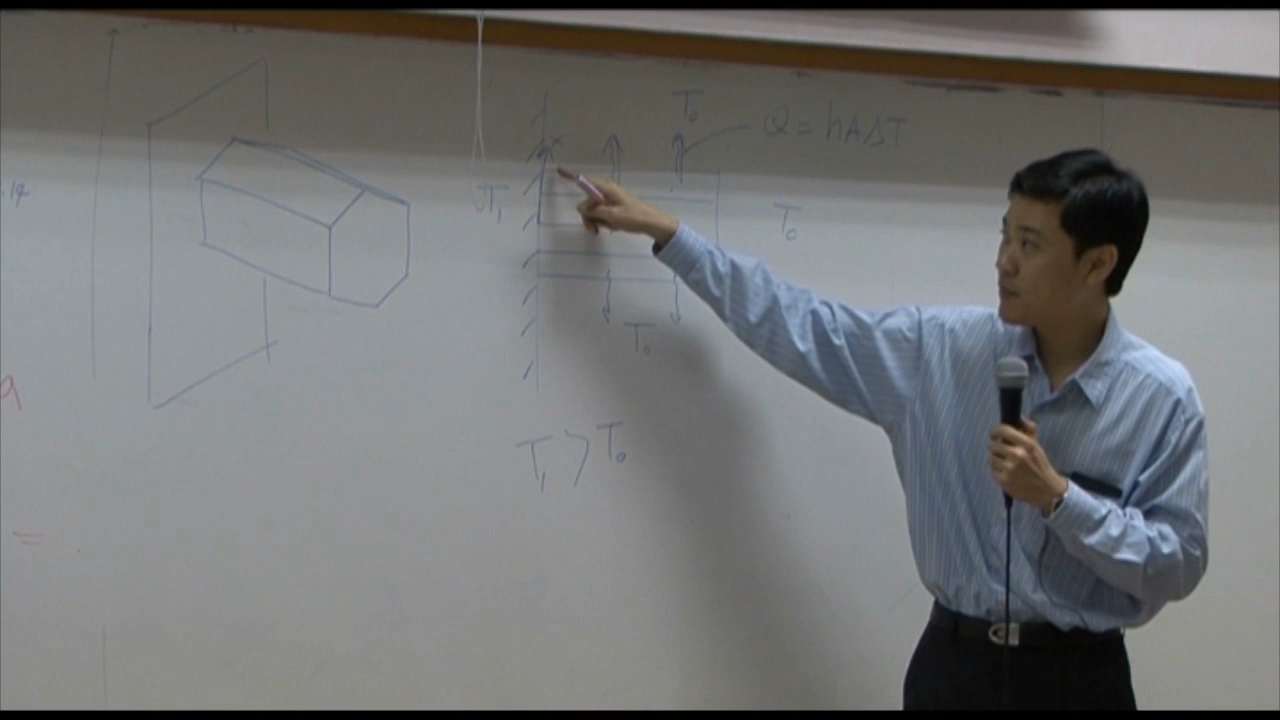 T₀
Q = hAΔT
T₁
T₀
T₀
T₁ > T₀